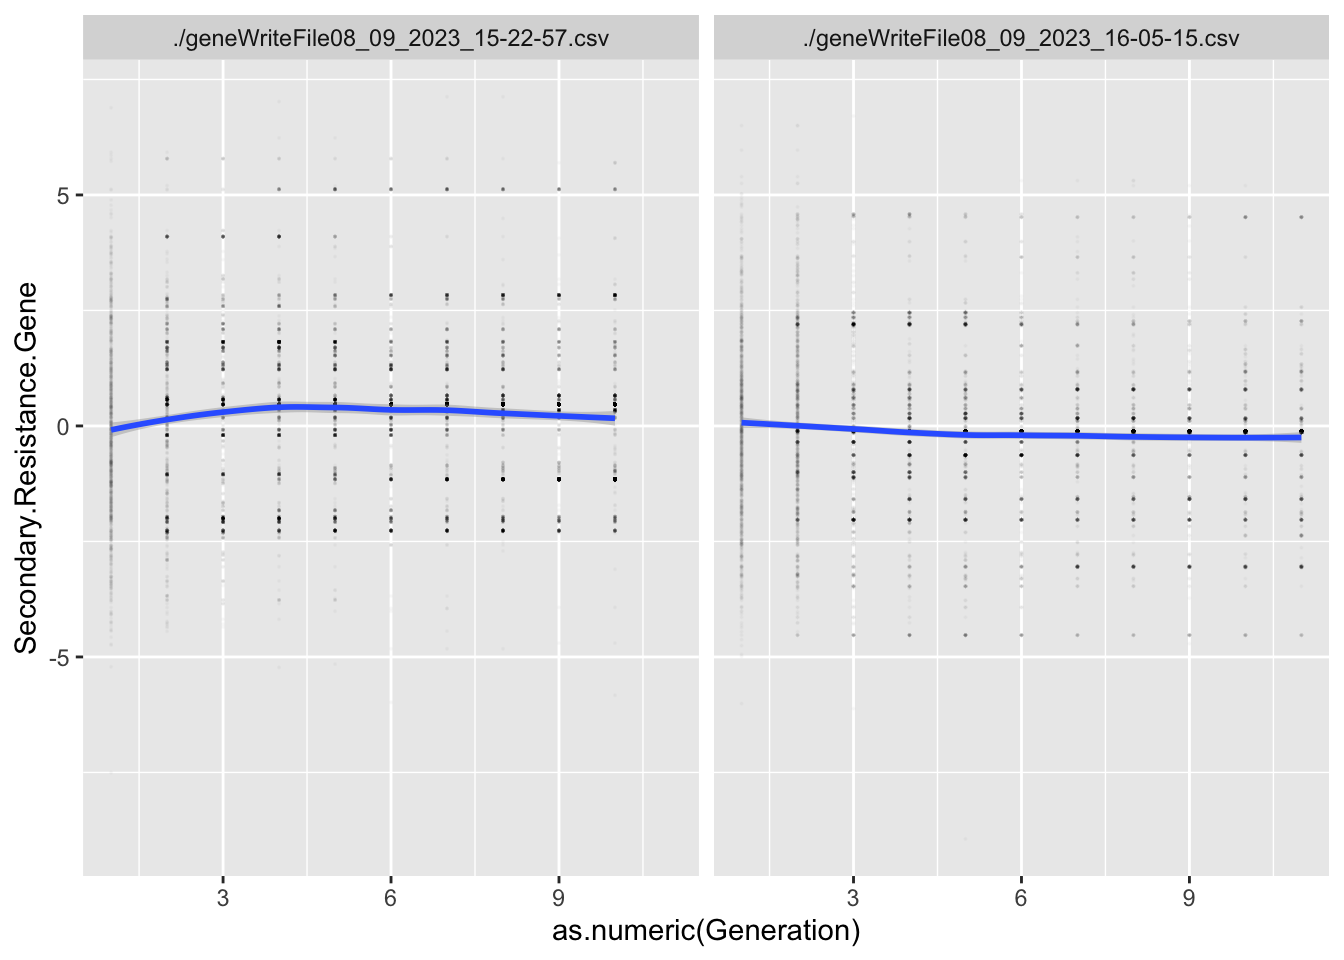 ./geneWriteFile08_09_2023_15-22-57.csv
./geneWriteFile08_09_2023_16-05-15.csv
Secondary.Resistance.Gene
5
0
-5
3
6
9
3
6
9
as.numeric(Generation)